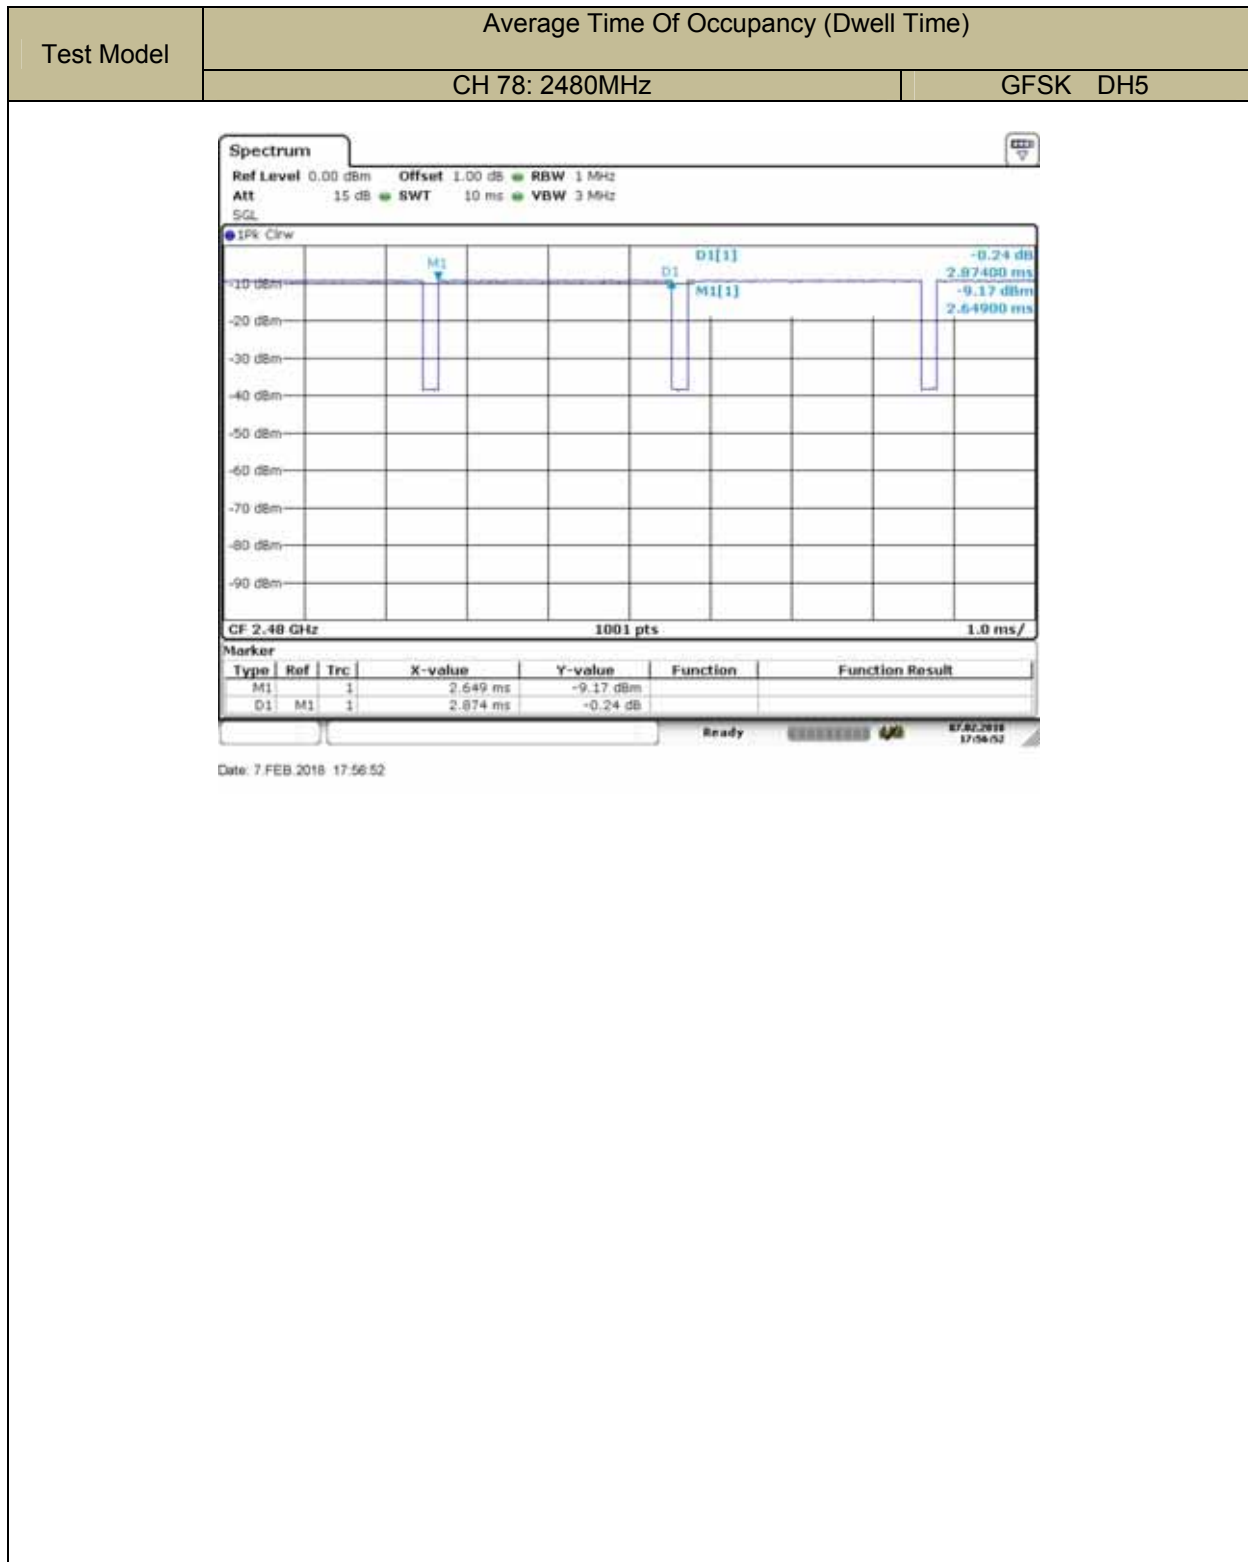 Test Model
Average Time Of Occupancy (Dwell Time)
CH 78: 2480MHz
GFSK DH5
Spectrum
Ref Level 0.00 dBm Offset 1.00 dB RBW 1 MHz
Att 15 dB SWT 10 ms VBW 3 MHz
SGL
1Pk Clrw
D1[1] -0.24 dB
2.87400 ms
M1[1] -9.17 dBm
2.64900 ms
M1
D1
-10 dBm
-20 dBm
-30 dBm
-40 dBm
-50 dBm
-60 dBm
-70 dBm
-80 dBm
-90 dBm
CF 2.48 GHz 1001 pts 1.0 ms/
Marker
Type Ref Trc X-value Y-value Function Function Result
M1 1 2.649 ms -9.17 dBm
D1 M1 1 2.874 ms -0.24 dB
Ready 07.02.2018
17:56:52
Date: 7.FEB.2018 17:56:52